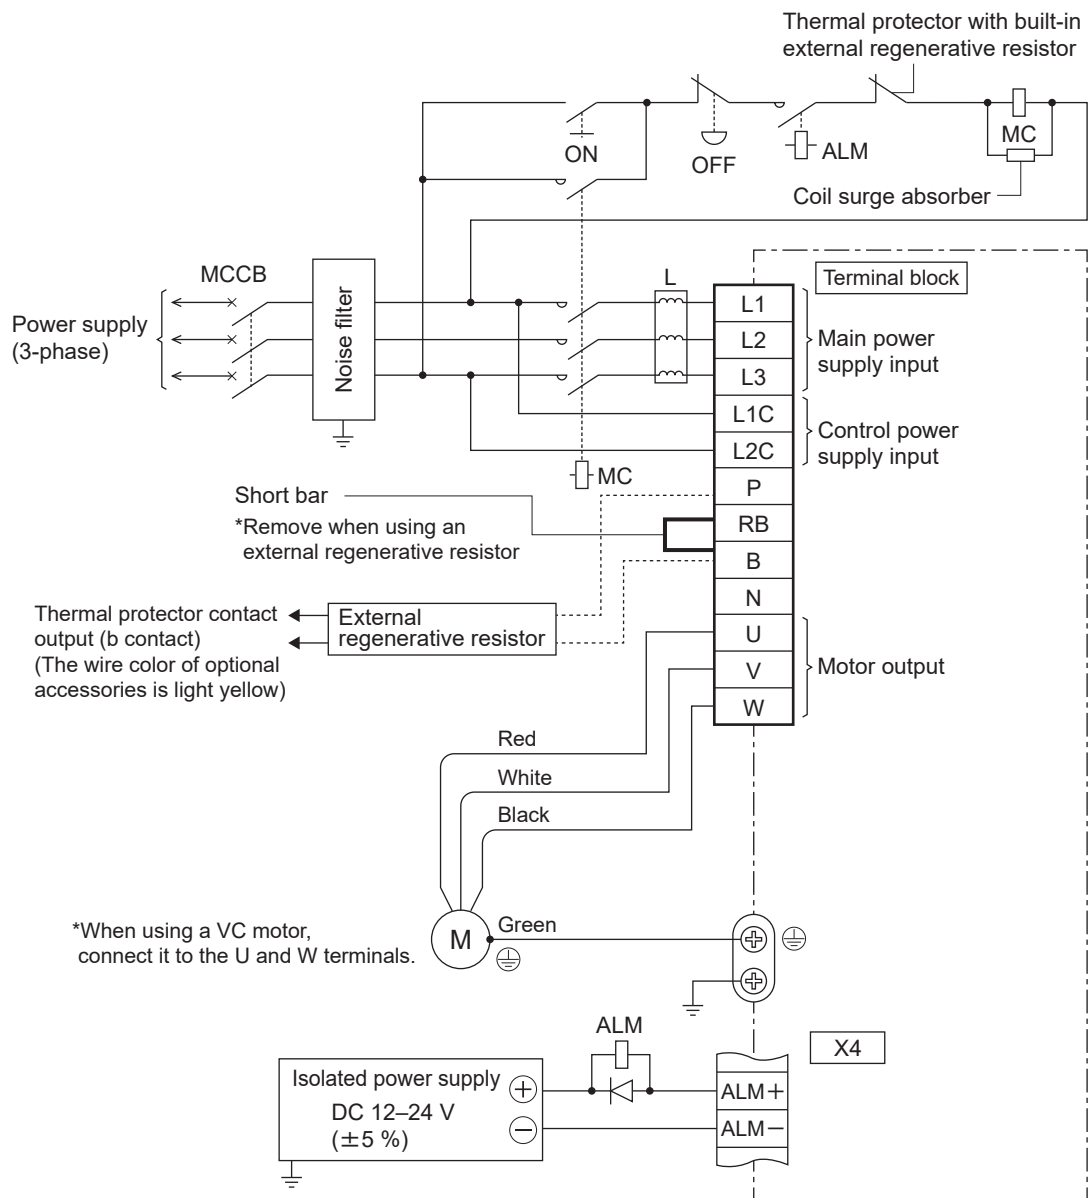 Thermal protector with built-in
external regenerative resistor
ON
OFF
ALM
MC
Coil surge absorber
MCCB
Noise filter
L
Terminal block
Power supply
(3-phase)
L1
L2
L3
L1C
L2C
P
RB
B
N
U
V
W
Main power
supply input
Control power
supply input
MC
Short bar
*Remove when using an
external regenerative resistor
Thermal protector contact
output (b contact)
(The wire color of optional
accessories is light yellow)
External
regenerative resistor
Motor output
Red
White
Black
*When using a VC motor,
connect it to the U and W terminals.
M
Green
ALM
X4
Isolated power supply
DC 12–24 V
(±5 %)
+
−
ALM+
ALM−